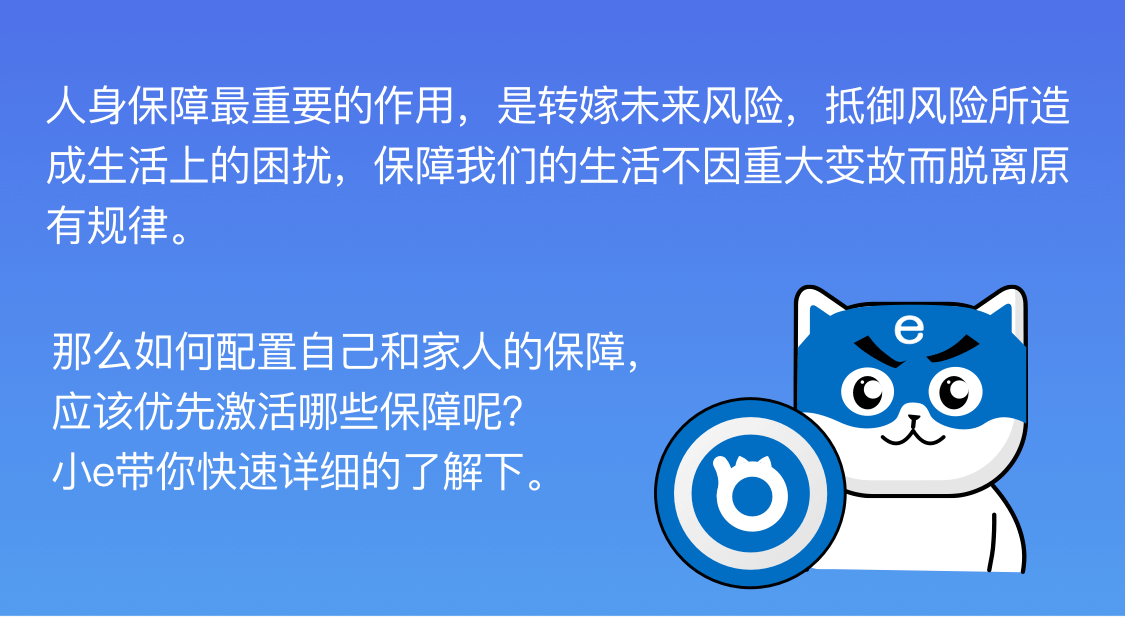 人身保障最重要的作用，是转嫁未来风险，抵御风险所造
成生活上的困扰，保障我们的生活不因重大变故而脱离原
有规律。
那么如何配置自己和家人的保障，
应该优先激活哪些保障呢？
小e带你快速详细的了解下。
e